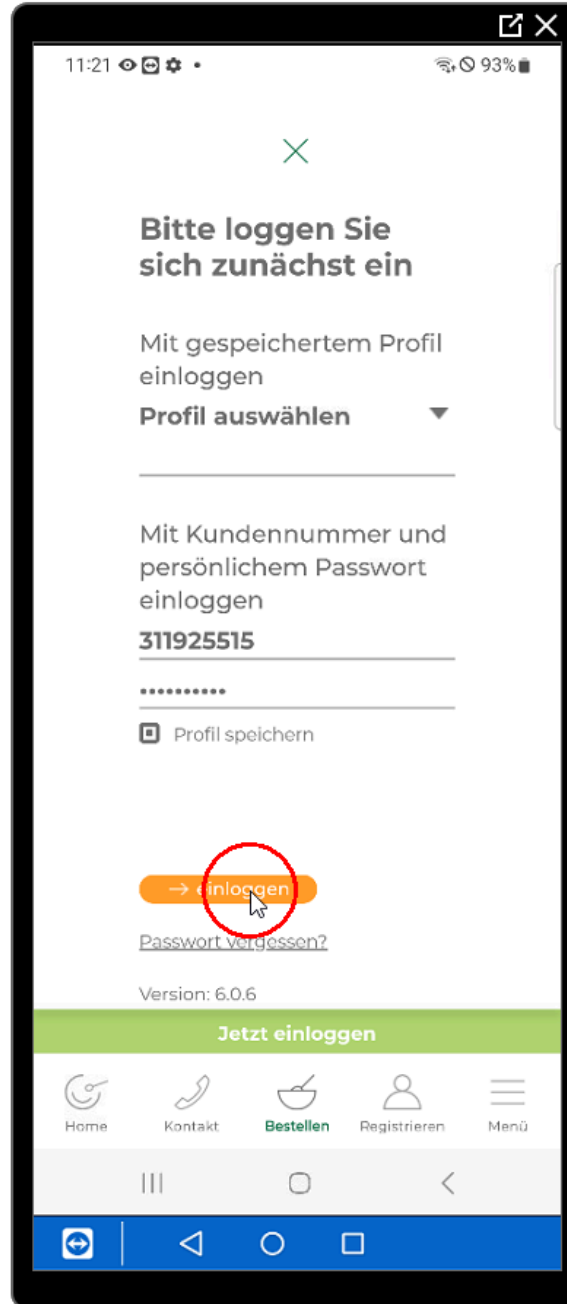 11:21
93%
Bitte loggen Sie
sich zunächst ein
Mit gespeichertem Profil
einloggen
Profil auswählen
Mit Kundennummer und
persönlichem Passwort
einloggen
311925515
••••••••••
Profil speichern
→ einloggen
Passwort vergessen?
Version: 6.0.6
Jetzt einloggen
Home Kontakt Bestellen Registrieren Menü